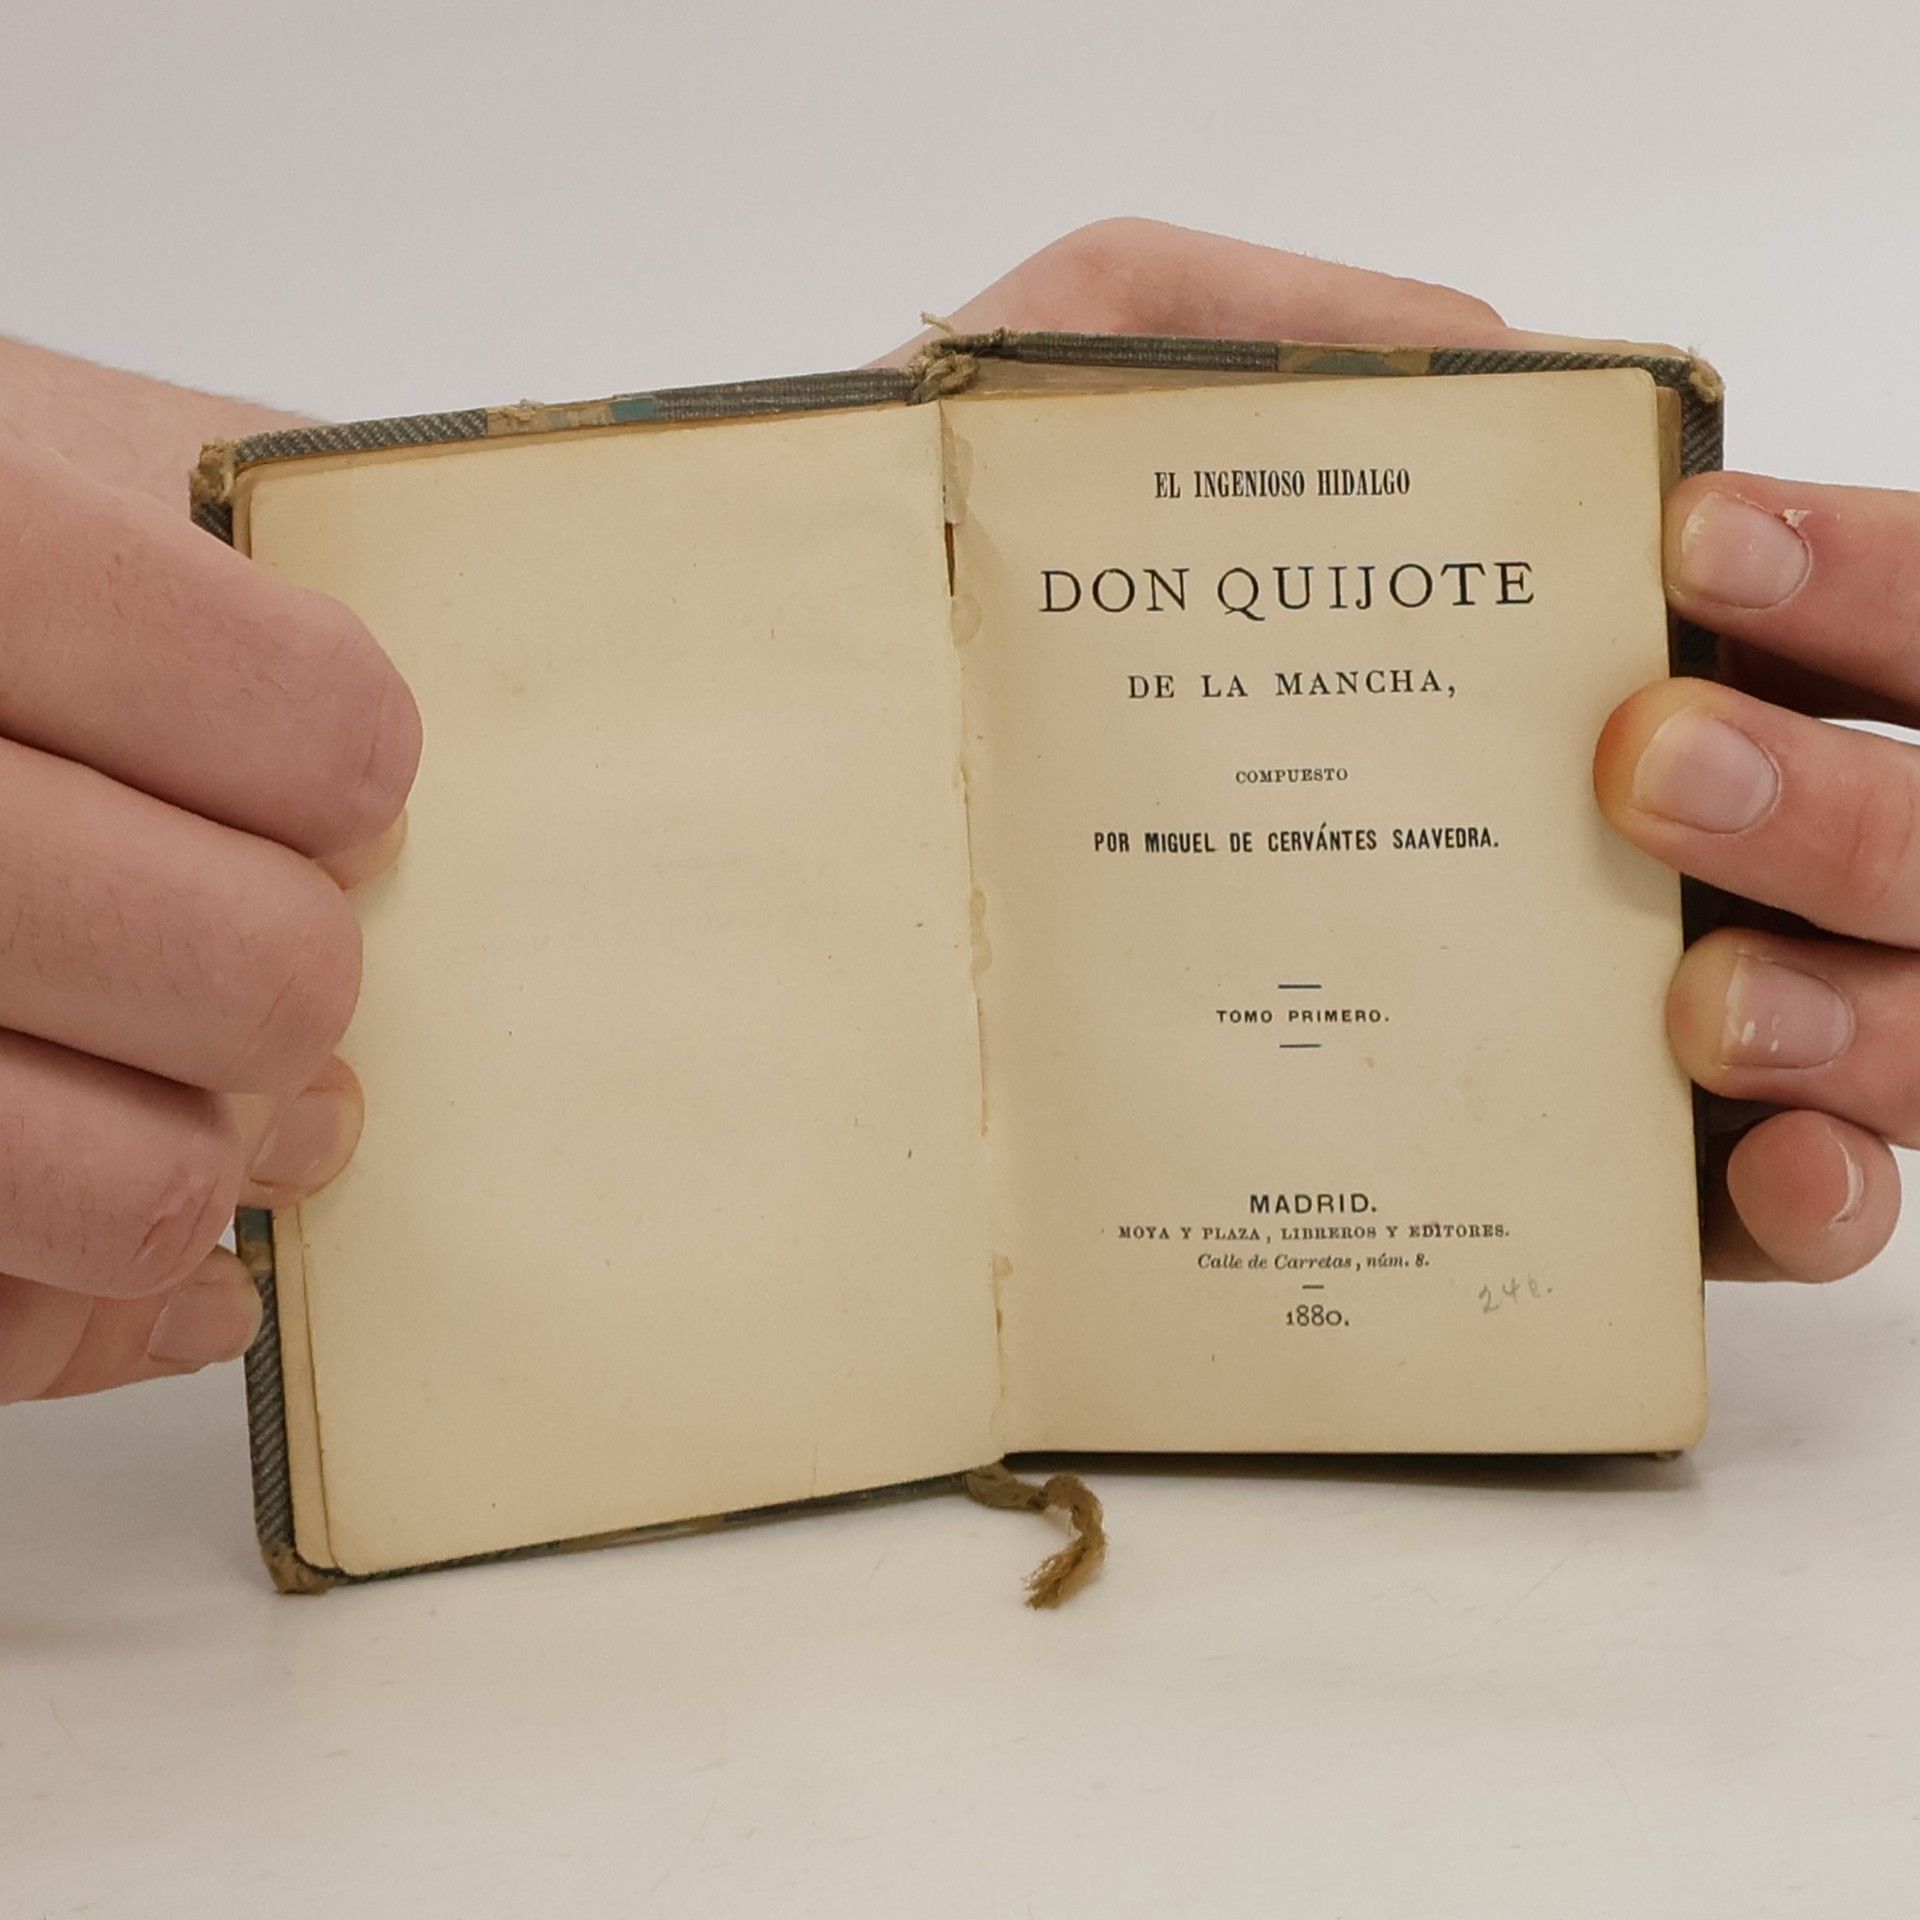 EL INGENIOSO HIDALGO
DON QUIJOTE
DE LA MANCHA,
COMPUESTO
POR MIGUEL DE CERVÁNTES SAAVEDRA.
TOMO PRIMERO.
MADRID.
MOYA Y PLAZA, LIBREROS Y EDITORES.
Calle de Carretas, núm. 8.
1880.